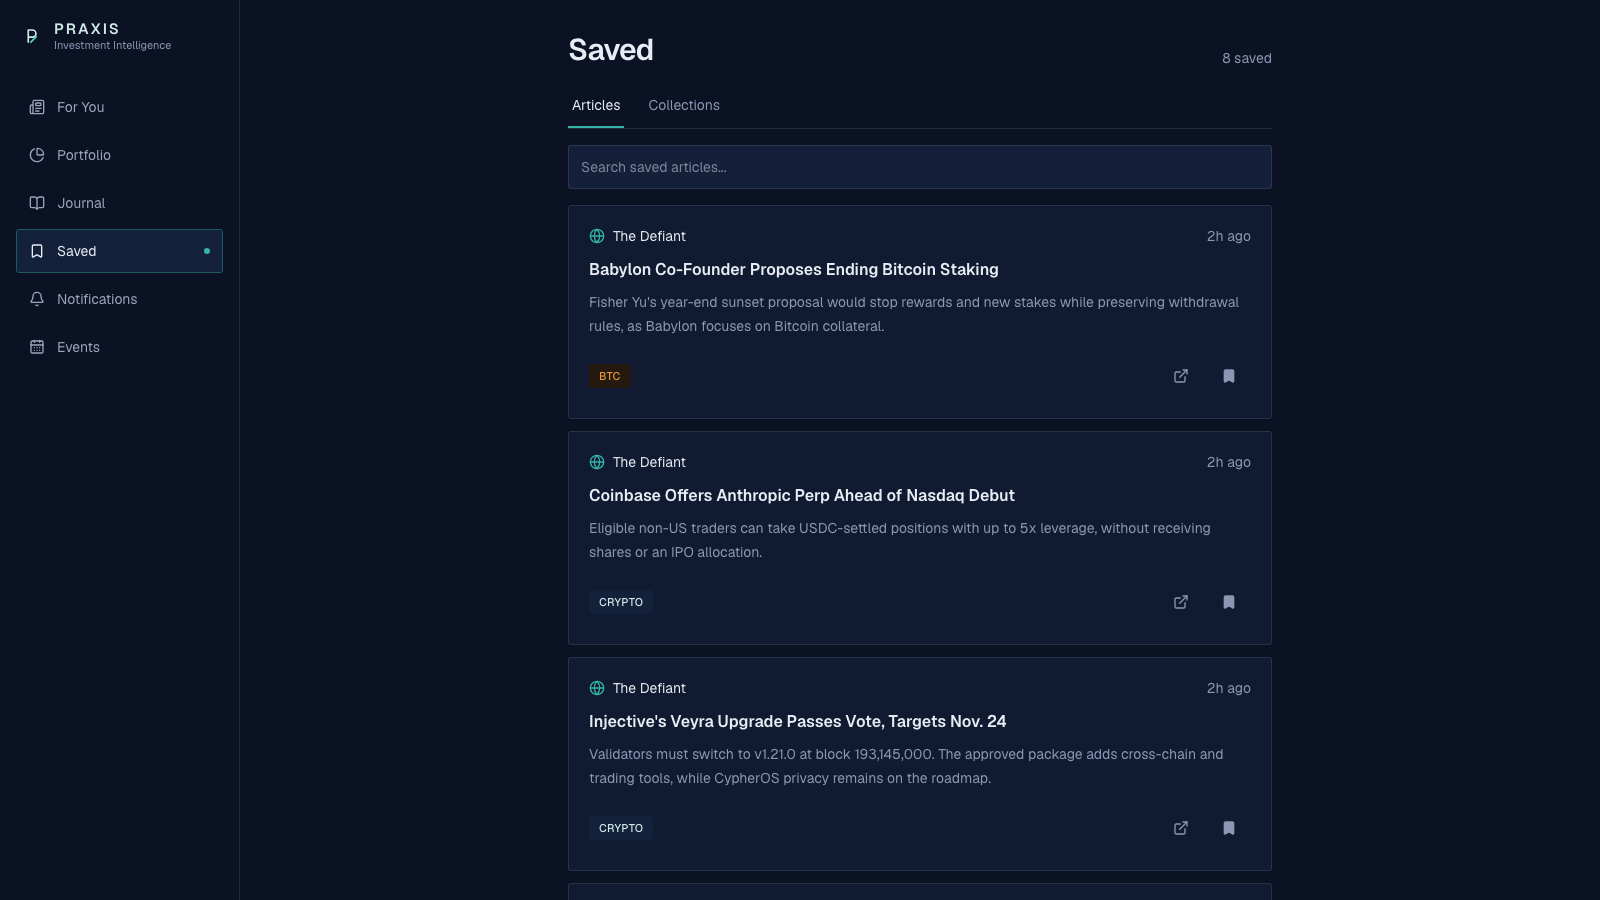 PRAXIS
Investment Intelligence
For You
Portfolio
Journal
Saved
Notifications
Events
Saved
8 saved
Articles
Collections
Search saved articles...
The Defiant
2h ago
Babylon Co-Founder Proposes Ending Bitcoin Staking
Fisher Yu's year-end sunset proposal would stop rewards and new stakes while preserving withdrawal
rules, as Babylon focuses on Bitcoin collateral.
BTC
The Defiant
2h ago
Coinbase Offers Anthropic Perp Ahead of Nasdaq Debut
Eligible non-US traders can take USDC-settled positions with up to 5x leverage, without receiving
shares or an IPO allocation.
CRYPTO
The Defiant
2h ago
Injective's Veyra Upgrade Passes Vote, Targets Nov. 24
Validators must switch to v1.21.0 at block 193,145,000. The approved package adds cross-chain and
trading tools, while CypherOS privacy remains on the roadmap.
CRYPTO